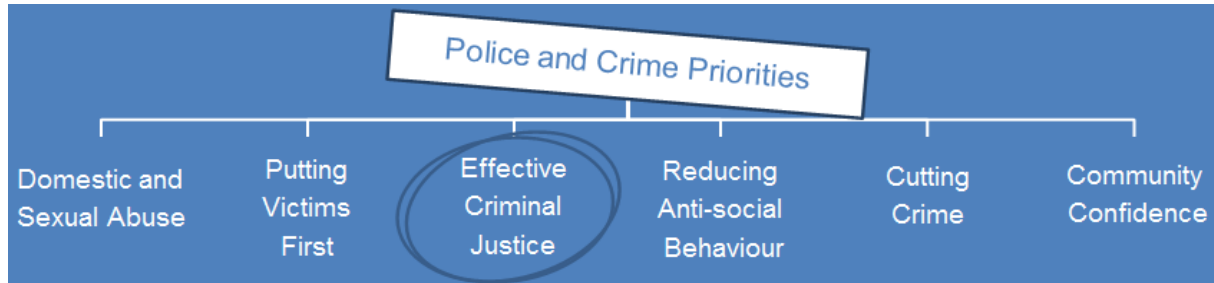 Police and Crime Priorities
Domestic and
Sexual Abuse
Putting
Victims
First
Effective
Criminal
Justice
Reducing
Anti-social
Behaviour
Cutting
Crime
Community
Confidence